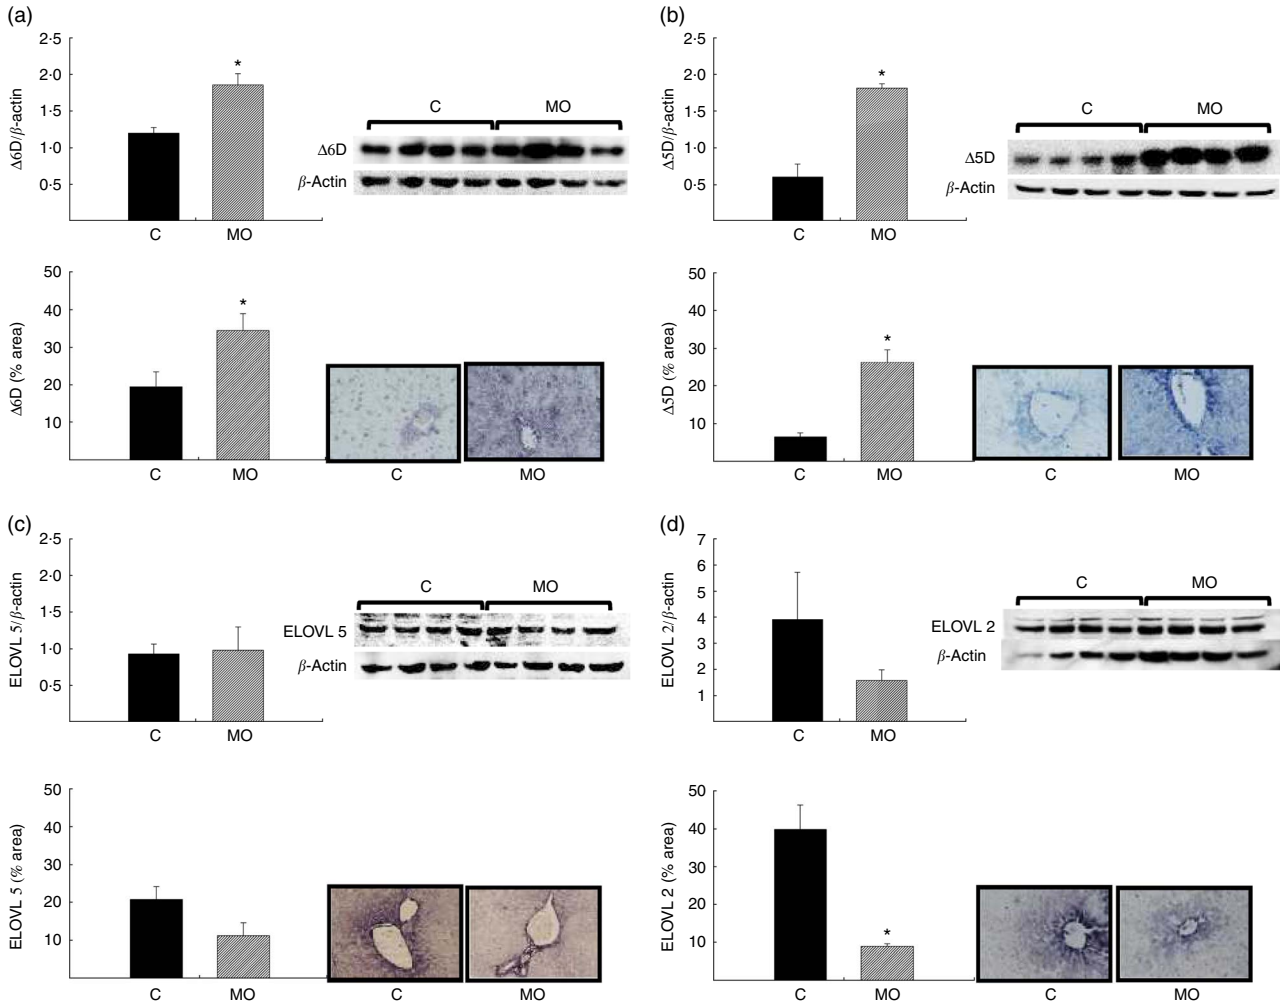 (a)
2·5
2·0
1·5
1·0
0·5
Δ6D/β-actin
*
C
MO
C
MO
Δ6D
β-Actin
50
40
30
20
10
Δ6D (% area)
*
C
MO
C
MO
(b)
2·5
2·0
1·5
1·0
0·5
Δ5D/β-actin
*
C
MO
C
MO
Δ5D
β-Actin
50
40
30
20
10
Δ5D (% area)
*
C
MO
C
MO
(c)
2·5
2·0
1·5
1·0
0·5
ELOVL 5/β-actin
C
MO
C
MO
ELOVL 5
β-Actin
50
40
30
20
10
ELOVL 5 (% area)
C
MO
C
MO
(d)
7
6
5
4
3
2
1
ELOVL 2/β-actin
C
MO
C
MO
ELOVL 2
β-Actin
50
40
30
20
10
ELOVL 2 (% area)
*
C
MO
C
MO